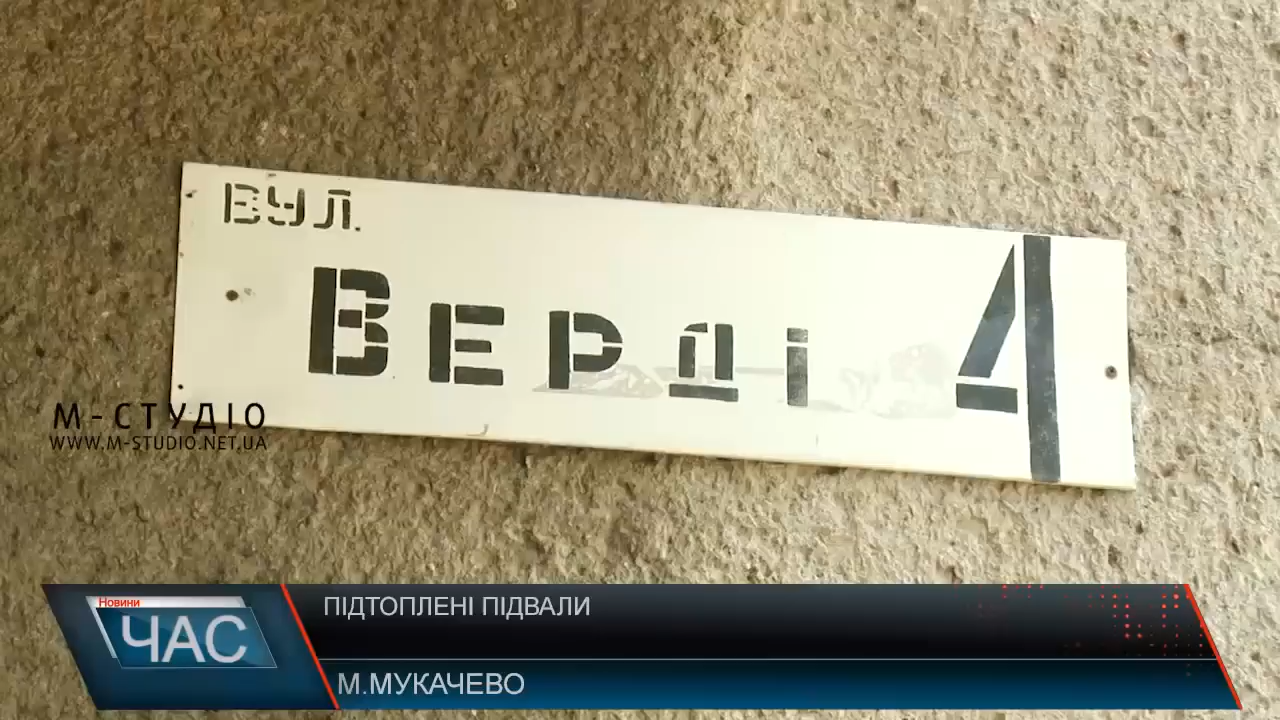 ВУЛ.
ВЕРДІ 4
М-СТУДІО
WWW.M-STUDIO.NET.UA
Новини
ЧАС
ПІДТОПЛЕНІ ПІДВАЛИ
М.МУКАЧЕВО